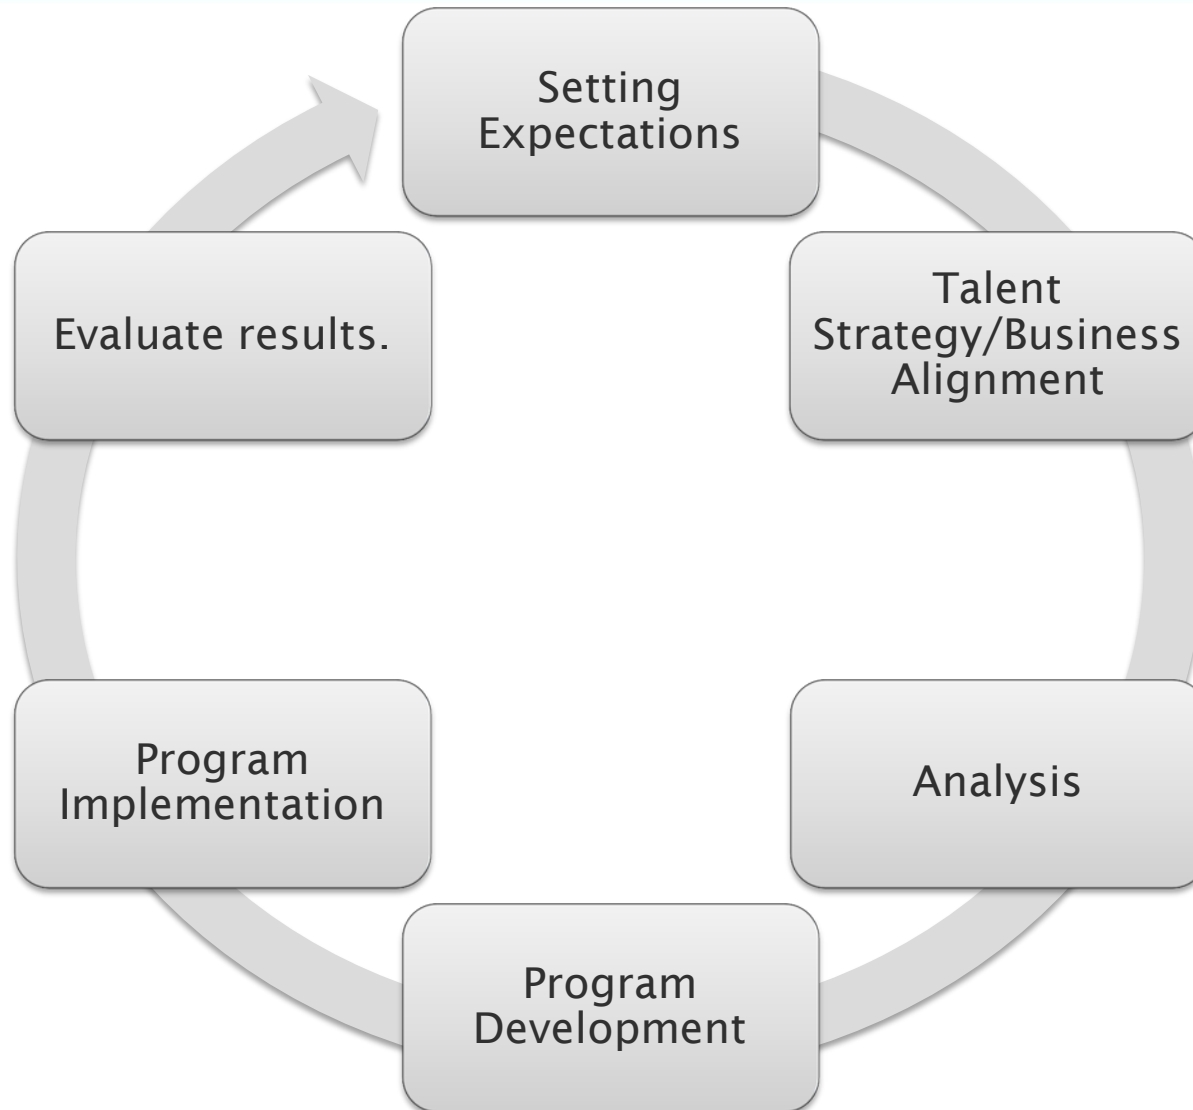 Setting
Expectations
Talent
Strategy/Business
Alignment
Analysis
Program
Development
Program
Implementation
Evaluate results.